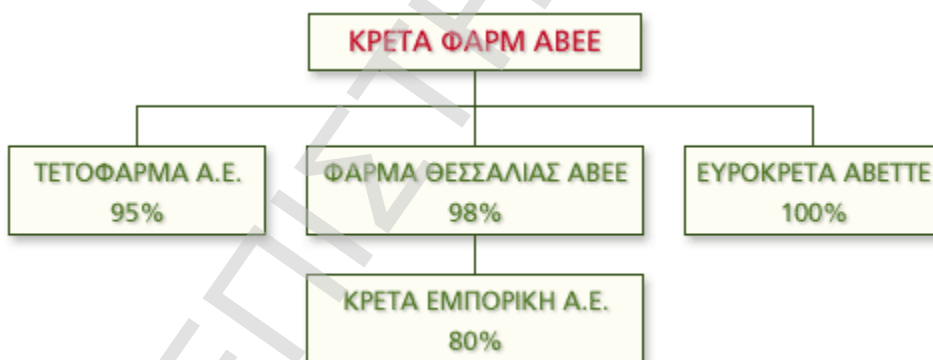 ΚΡΕΤΑ ΦΑΡΜ ΑΒΕΕ
ΤΕΤΟΦΑΡΜΑ Α.Ε.
95%
ΦΑΡΜΑ ΘΕΣΣΑΛΙΑΣ ΑΒΕΕ
98%
ΕΥΡΟΚΡΕΤΑ ΑΒΕΤΤΕ
100%
ΚΡΕΤΑ ΕΜΠΟΡΙΚΗ Α.Ε.
80%